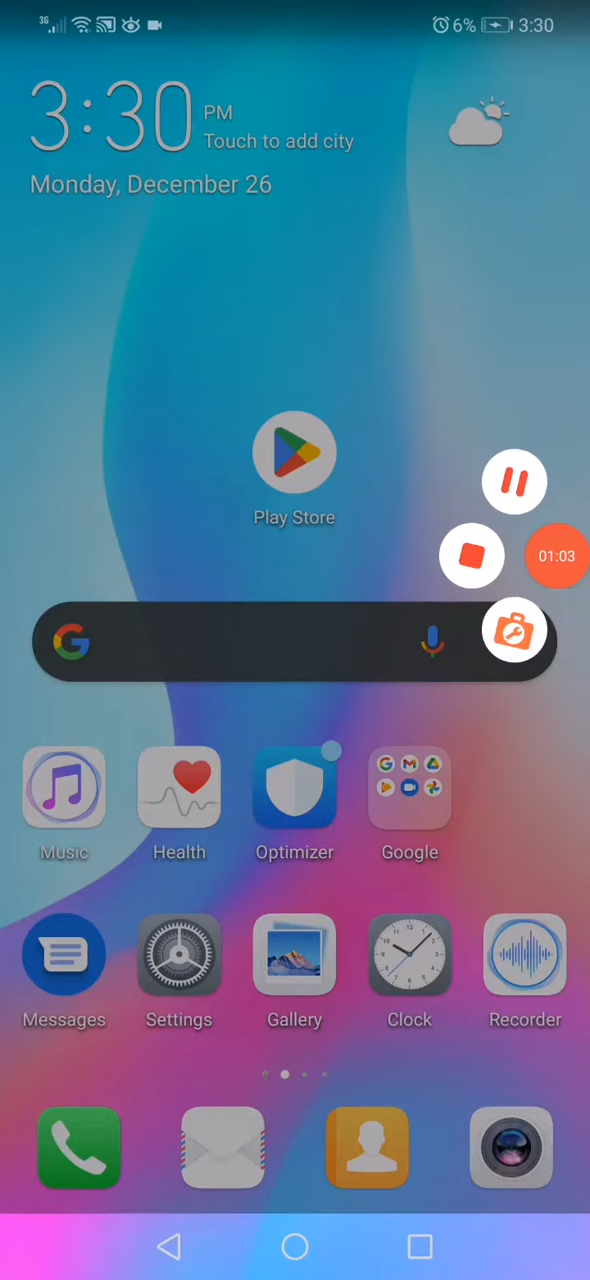 3G 6% 3:30
3:30 PM
Touch to add city
Monday, December 26
Play Store
01:03
Music Health Optimizer Google
Messages Settings Gallery Clock Recorder